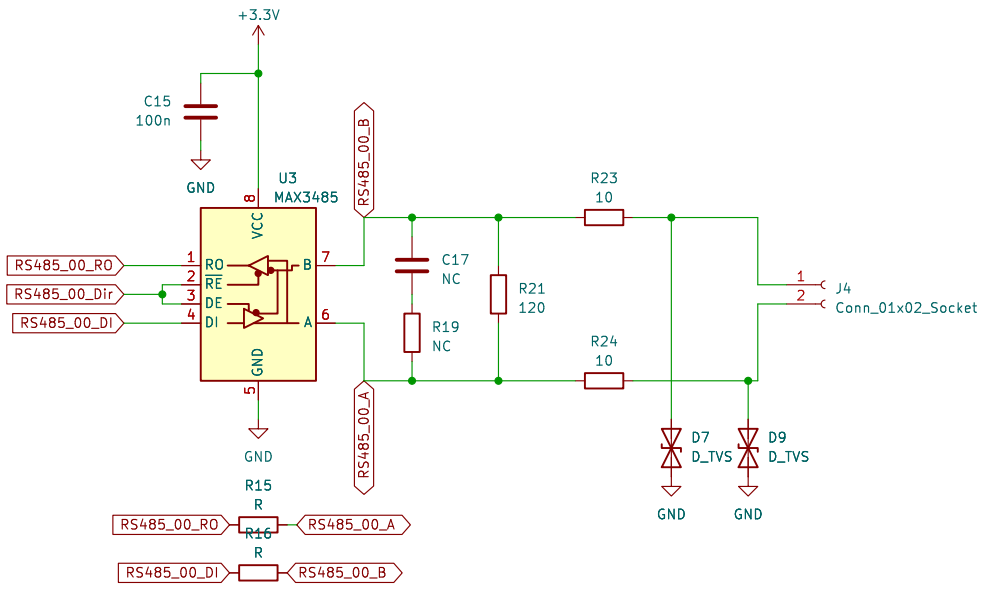 +3.3V
C15
100n
GND
U3
MAX3485
8
VCC
RS485_00_B
RS485_00_RO
1
RO
B
7
RS485_00_Dir
2
RE
3
DE
RS485_00_DI
4
DI
A
6
GND
5
GND
RS485_00_A
C17
NC
R19
NC
R21
120
R23
10
R24
10
1
2
J4
Conn_01x02_Socket
D7
D_TVS
GND
D9
D_TVS
GND
R15
R
RS485_00_RO
RS485_00_A
R16
R
RS485_00_DI
RS485_00_B